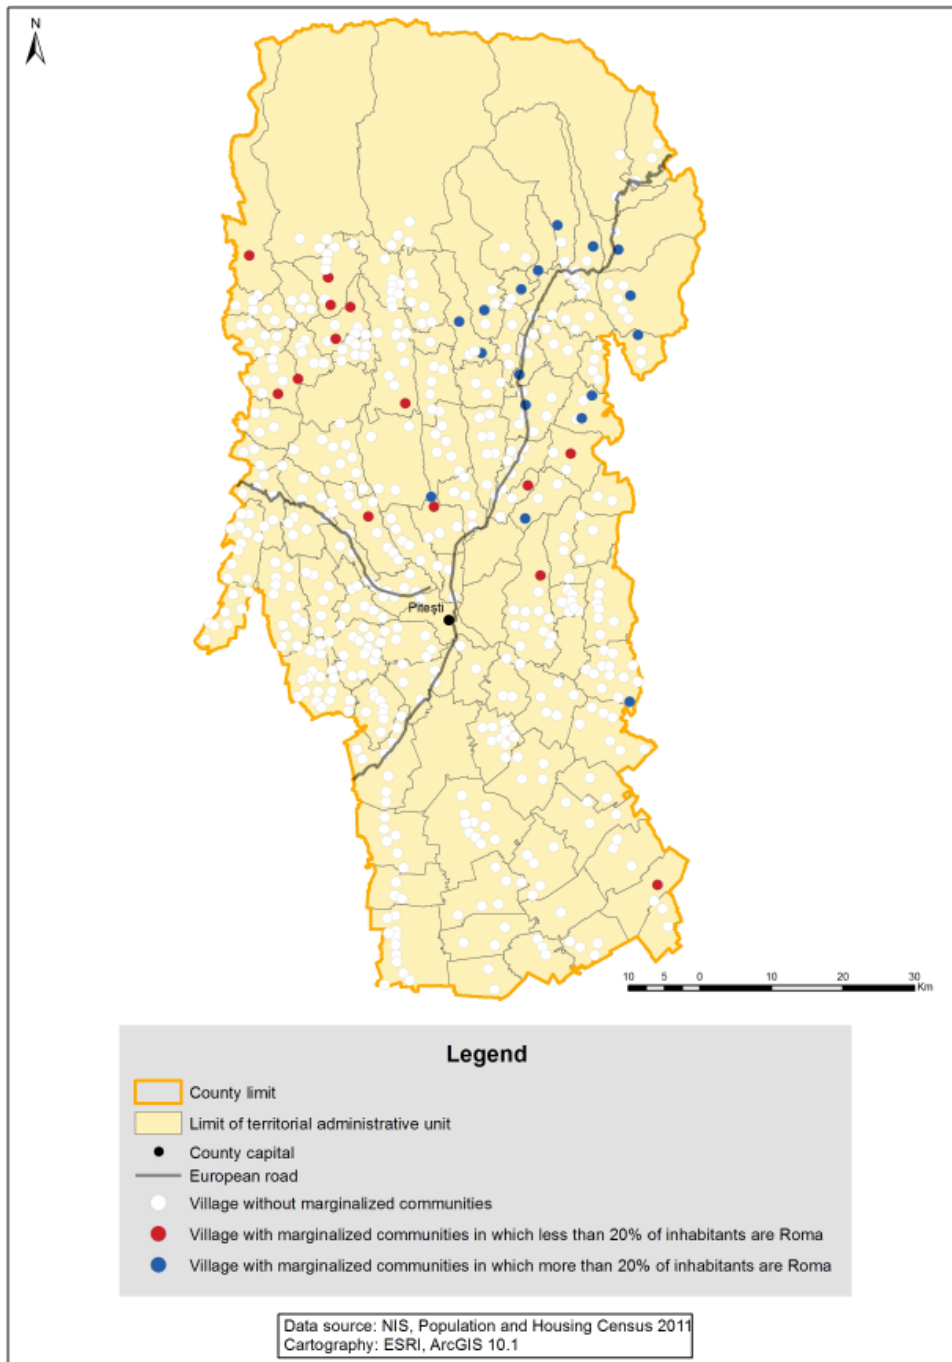 N
Pitești
10 5 0 10 20 30
Km
Legend
County limit
Limit of territorial administrative unit
County capital
European road
Village without marginalized communities
Village with marginalized communities in which less than 20% of inhabitants are Roma
Village with marginalized communities in which more than 20% of inhabitants are Roma
Data source: NIS, Population and Housing Census 2011
Cartography: ESRI, ArcGIS 10.1